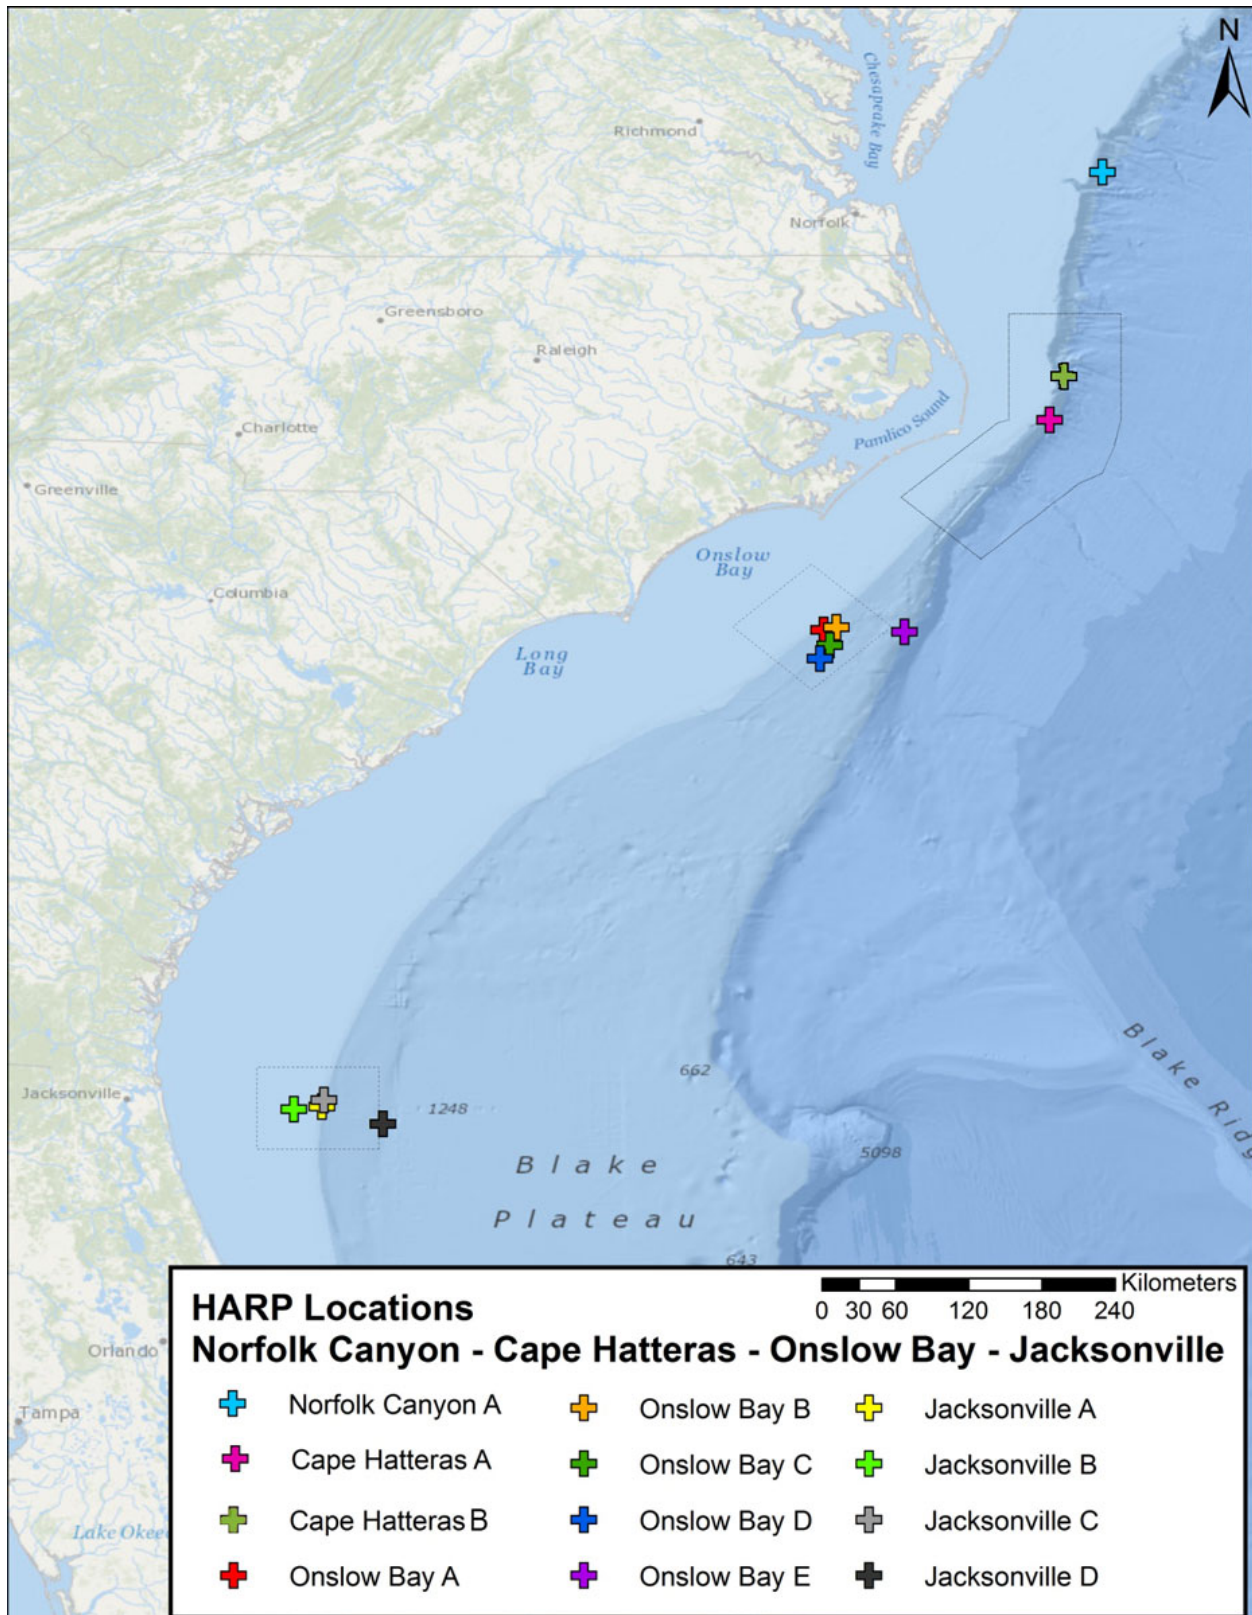 N
Chesapeake Bay
Richmond
Norfolk
Greensboro
Raleigh
Pamlico Sound
Charlotte
Greenville
Onslow
Bay
Columbia
Long
Bay
Blake Ridg
662
Jacksonville
1248
5098
Blake
Plateau
643
HARP Locations
Kilometers
0 30 60 120 180 240
Norfolk Canyon - Cape Hatteras - Onslow Bay - Jacksonville
Orlando
Norfolk Canyon A
Onslow Bay B
Jacksonville A
Tampa
Cape Hatteras A
Onslow Bay C
Jacksonville B
Cape Hatteras B
Onslow Bay D
Jacksonville C
Lake Okee
Onslow Bay A
Onslow Bay E
Jacksonville D